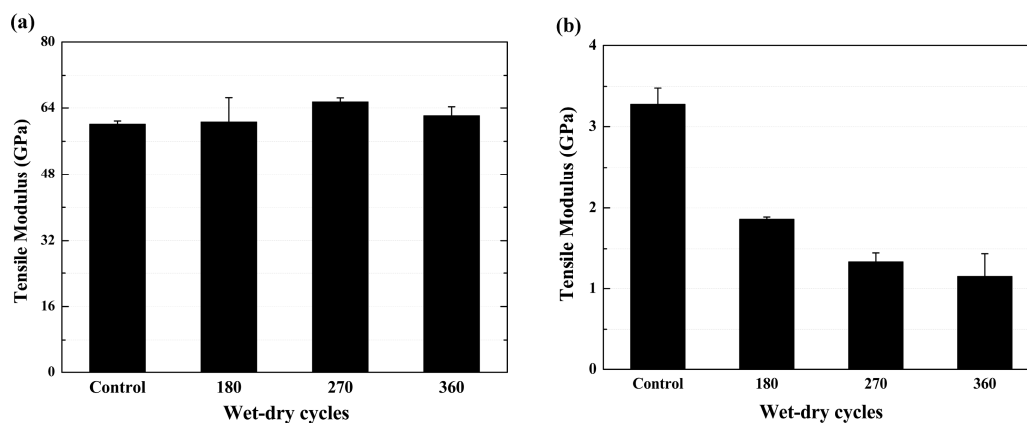 (a)
Tensile Modulus (GPa)
80
64
48
32
16
0
Control 180 270 360
Wet-dry cycles
(b)
Tensile Modulus (GPa)
4
3
2
1
0
Control 180 270 360
Wet-dry cycles